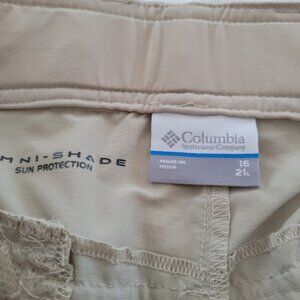 Columbia
Sportswear Company
MNI-SHADE
SUN PROTECTION
MADE IN
INDIA
16
21L